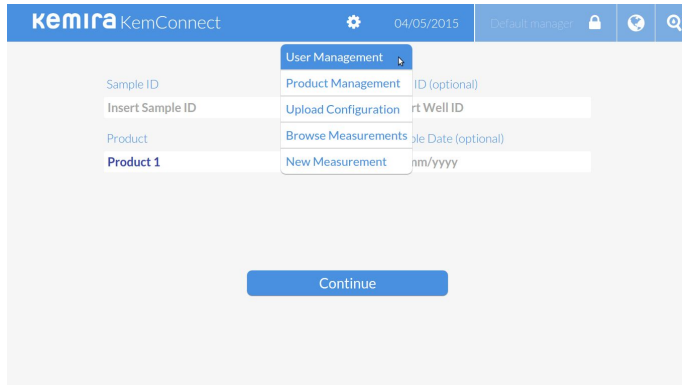 kemira KemConnect 04/05/2015 Default manager
User Management
Sample ID Product Management ID (optional)
Insert Sample ID Upload Configuration rt Well ID
Product Browse Measurements ple Date (optional)
Product 1 New Measurement mm/yyyy
Continue